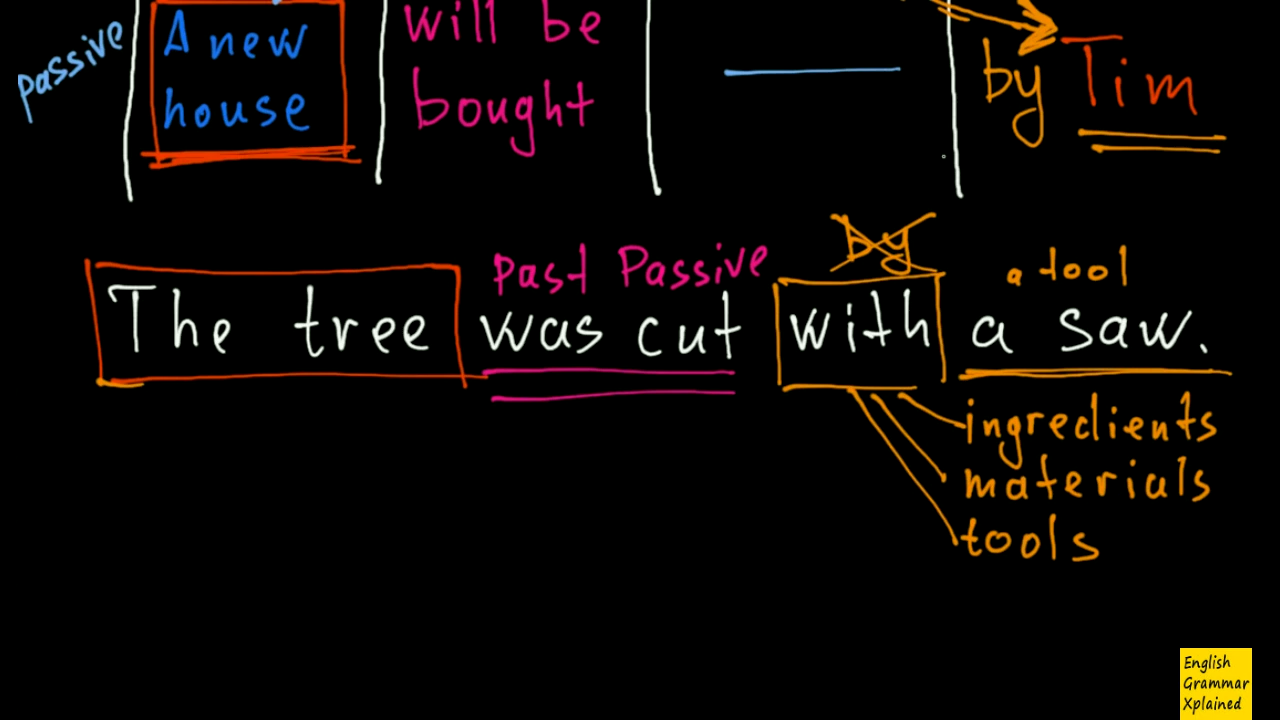 passive
A new
house
will be
bought
by Tim
by
Past Passive
a tool
The tree was cut with a saw.
ingredients
materials
tools
English
Grammar
Xplained